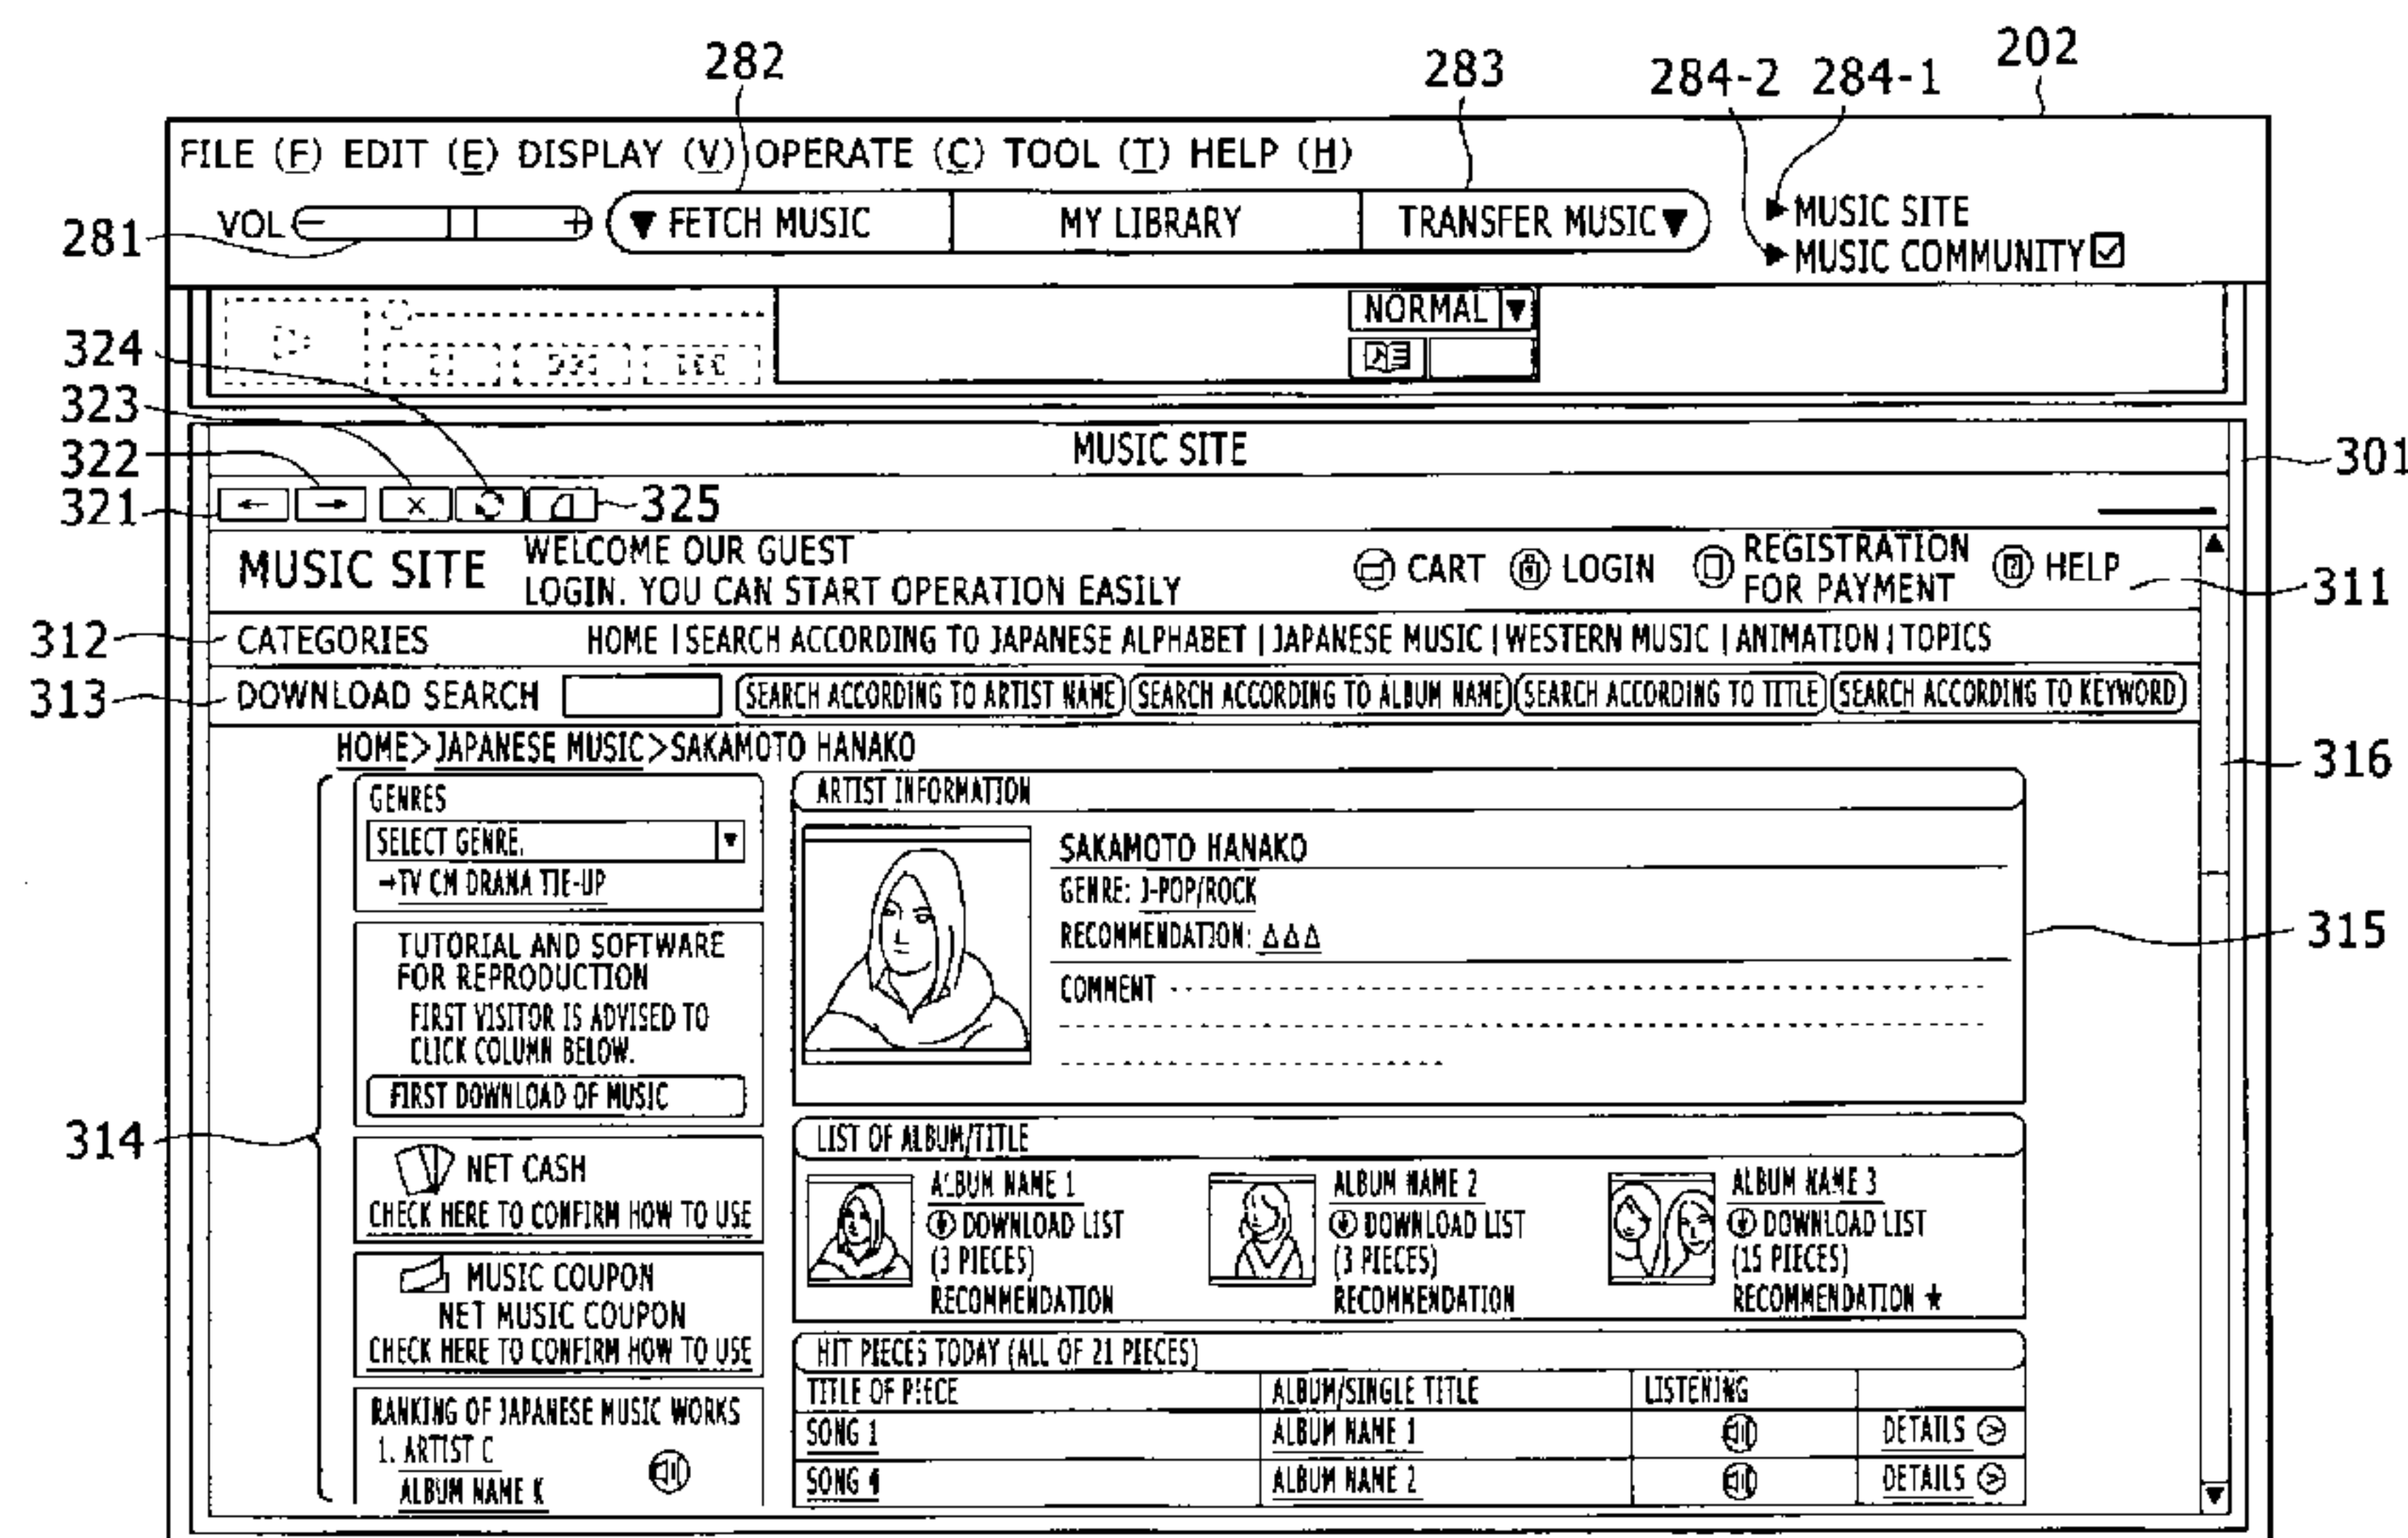 282
283
284-2 284-1
202
FILE (F) EDIT (E) DISPLAY (V) OPERATE (C) TOOL (T) HELP (H)
281
VOL − +
▼ FETCH MUSIC
MY LIBRARY
TRANSFER MUSIC ▼
▶MUSIC SITE
▶MUSIC COMMUNITY
NORMAL ▼
324
323
322
321
MUSIC SITE
301
← → ×
325
MUSIC SITE
WELCOME OUR GUEST
LOGIN. YOU CAN START OPERATION EASILY
CART
LOGIN
REGISTRATION
FOR PAYMENT
HELP
311
312
CATEGORIES
HOME | SEARCH ACCORDING TO JAPANESE ALPHABET | JAPANESE MUSIC | WESTERN MUSIC | ANIMATION | TOPICS
313
DOWNLOAD SEARCH
SEARCH ACCORDING TO ARTIST NAME
SEARCH ACCORDING TO ALBUM NAME
SEARCH ACCORDING TO TITLE
SEARCH ACCORDING TO KEYWORD
HOME>JAPANESE MUSIC>SAKAMOTO HANAKO
316
314
GENRES
SELECT GENRE.
→TV CM DRAMA TIE-UP
TUTORIAL AND SOFTWARE
FOR REPRODUCTION
FIRST VISITOR IS ADVISED TO
CLICK COLUMN BELOW.
FIRST DOWNLOAD OF MUSIC
NET CASH
CHECK HERE TO CONFIRM HOW TO USE
MUSIC COUPON
NET MUSIC COUPON
CHECK HERE TO CONFIRM HOW TO USE
RANKING OF JAPANESE MUSIC WORKS
1. ARTIST C
ALBUM NAME K
ARTIST INFORMATION
SAKAMOTO HANAKO
GENRE: J-POP/ROCK
RECOMMENDATION: ΔΔΔ
COMMENT
315
LIST OF ALBUM/TITLE
ALBUM NAME 1
DOWNLOAD LIST
(3 PIECES)
RECOMMENDATION
ALBUM NAME 2
DOWNLOAD LIST
(3 PIECES)
RECOMMENDATION
ALBUM NAME 3
DOWNLOAD LIST
(15 PIECES)
RECOMMENDATION ★
HIT PIECES TODAY (ALL OF 21 PIECES)
TITLE OF PIECE ALBUM/SINGLE TITLE LISTENING
SONG 1 ALBUM NAME 1 DETAILS
SONG 4 ALBUM NAME 2 DETAILS